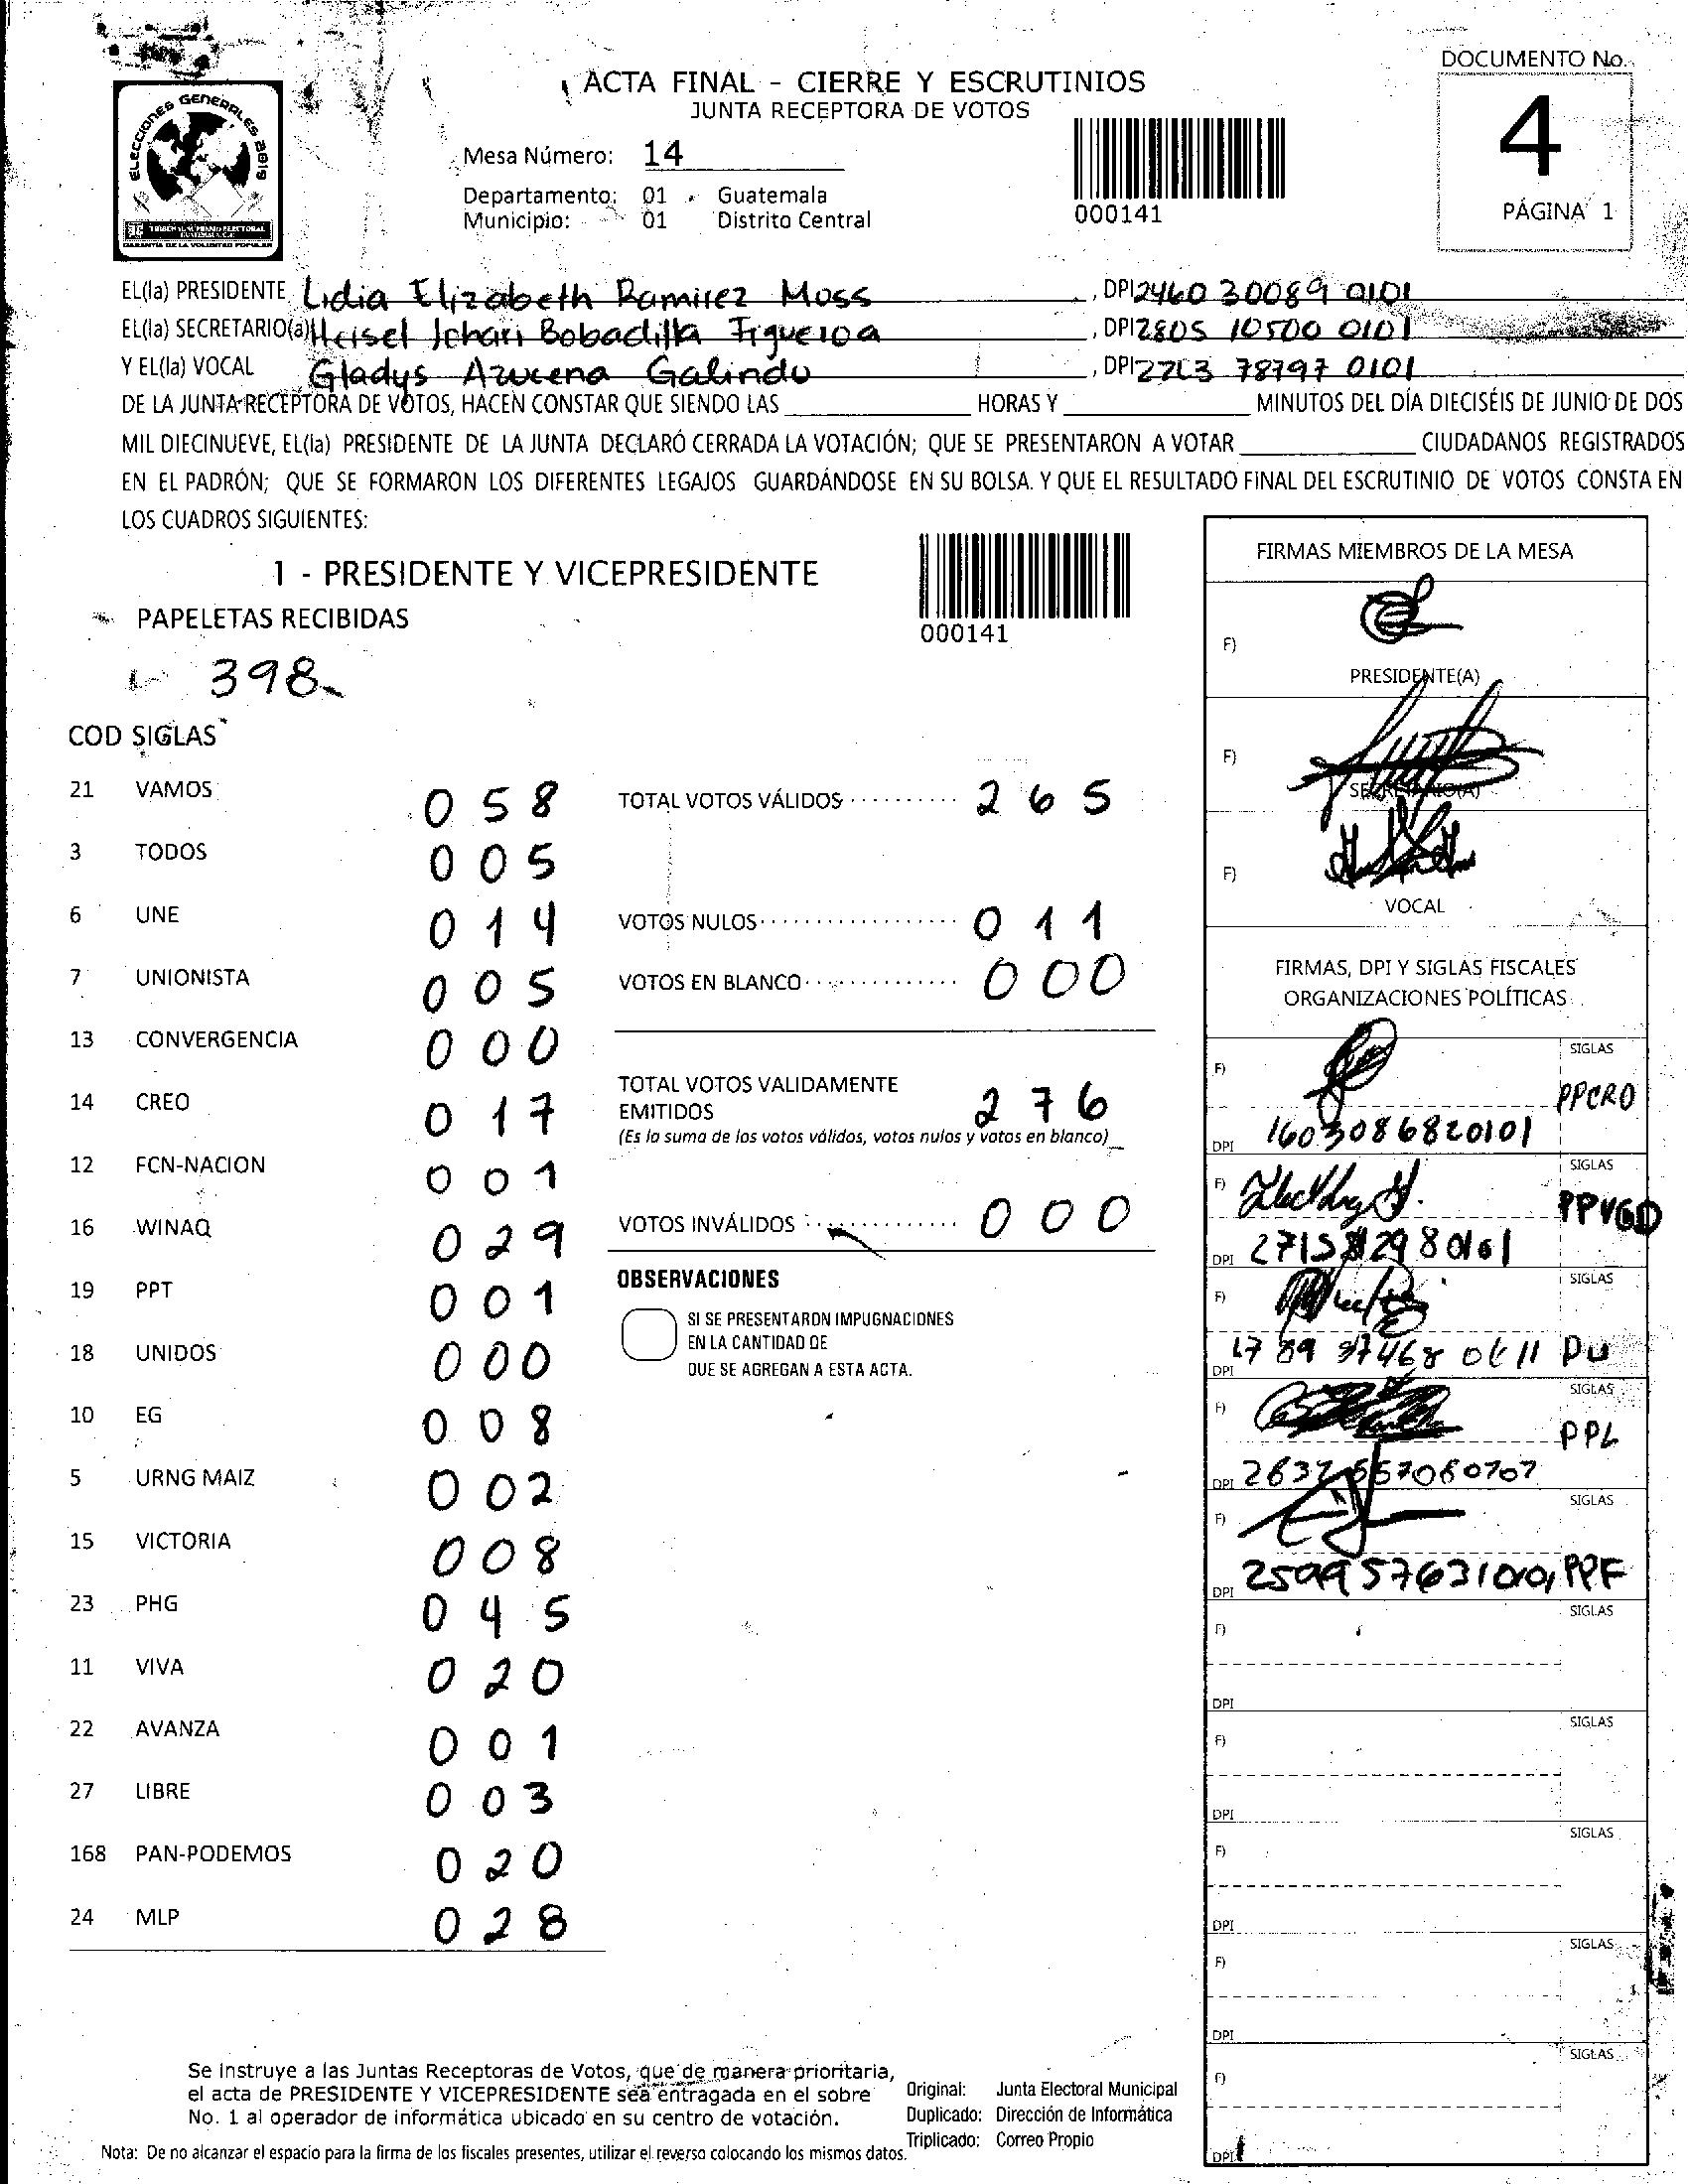 DOCUMENTO No.
4
PÁGINA 1
ELECCIONES GENERALES 2019
TRIBUNAL SUPREMO ELECTORAL
GUATEMALA, C.A.
GARANTÍA DE LA VOLUNTAD POPULAR
ACTA FINAL - CIERRE Y ESCRUTINIOS
JUNTA RECEPTORA DE VOTOS
Mesa Número: 14
Departamento: 01 Guatemala
Municipio: 01 Distrito Central
000141
EL(la) PRESIDENTE Lidia Elizabeth Ramirez Moss, DPI 2460 30089 0101
EL(la) SECRETARIO(a) Heisel Johari Bobadilla Figueroa, DPI 2805 10500 0101
Y EL(la) VOCAL Gladys Azucena Galindo, DPI 78797 0101
DE LA JUNTA RECEPTORA DE VOTOS, HACEN CONSTAR QUE SIENDO LAS HORAS Y MINUTOS DEL DÍA DIECISÉIS DE JUNIO DE DOS
MIL DIECINUEVE, EL(la) PRESIDENTE DE LA JUNTA DECLARÓ CERRADA LA VOTACIÓN; QUE SE PRESENTARON A VOTAR CIUDADANOS REGISTRADOS
EN EL PADRÓN; QUE SE FORMARON LOS DIFERENTES LEGAJOS GUARDÁNDOSE EN SU BOLSA. Y QUE EL RESULTADO FINAL DEL ESCRUTINIO DE VOTOS CONSTA EN
LOS CUADROS SIGUIENTES:
1 - PRESIDENTE Y VICEPRESIDENTE
000141
PAPELETAS RECIBIDAS
398
COD SIGLAS
21 VAMOS 058
3 TODOS 005
6 UNE 014
7 UNIONISTA 005
13 CONVERGENCIA 000
14 CREO 017
12 FCN-NACION 001
16 WINAQ 029
19 PPT 001
18 UNIDOS 000
10 EG 008
5 URNG MAIZ 002
15 VICTORIA 008
23 PHG 045
11 VIVA 020
22 AVANZA 001
27 LIBRE 003
168 PAN-PODEMOS 020
24 MLP 028
TOTAL VOTOS VÁLIDOS 265
VOTOS NULOS 011
VOTOS EN BLANCO 000
TOTAL VOTOS VALIDAMENTE
EMITIDOS 276
(Es la suma de los votos válidos, votos nulos y votos en blanco)
VOTOS INVÁLIDOS 000
OBSERVACIONES
SI SE PRESENTARON IMPUGNACIONES
EN LA CANTIDAD DE
QUE SE AGREGAN A ESTA ACTA.
FIRMAS MIEMBROS DE LA MESA
F)
PRESIDENTE(A)
F)
SECRETARIO(A)
F)
VOCAL
FIRMAS, DPI Y SIGLAS FISCALES
ORGANIZACIONES POLÍTICAS
F) SIGLAS
PPCRO
DPI 1603086820101
F) SIGLAS
PPVGD
DPI
F) SIGLAS
DPI PU
F) SIGLAS
PPL
DPI
F) SIGLAS
DPI PPF
F) SIGLAS
DPI
F) SIGLAS
DPI
F) SIGLAS
DPI
F) SIGLAS
DPI
F) SIGLAS
DPI
Se instruye a las Juntas Receptoras de Votos, que de manera prioritaria,
el acta de PRESIDENTE Y VICEPRESIDENTE sea entragada en el sobre
No. 1 al operador de informática ubicado en su centro de votación.
Original: Junta Electoral Municipal
Duplicado: Dirección de Informática
Triplicado: Correo Propio
Nota: De no alcanzar el espacio para la firma de los fiscales presentes, utilizar el reverso colocando los mismos datos.